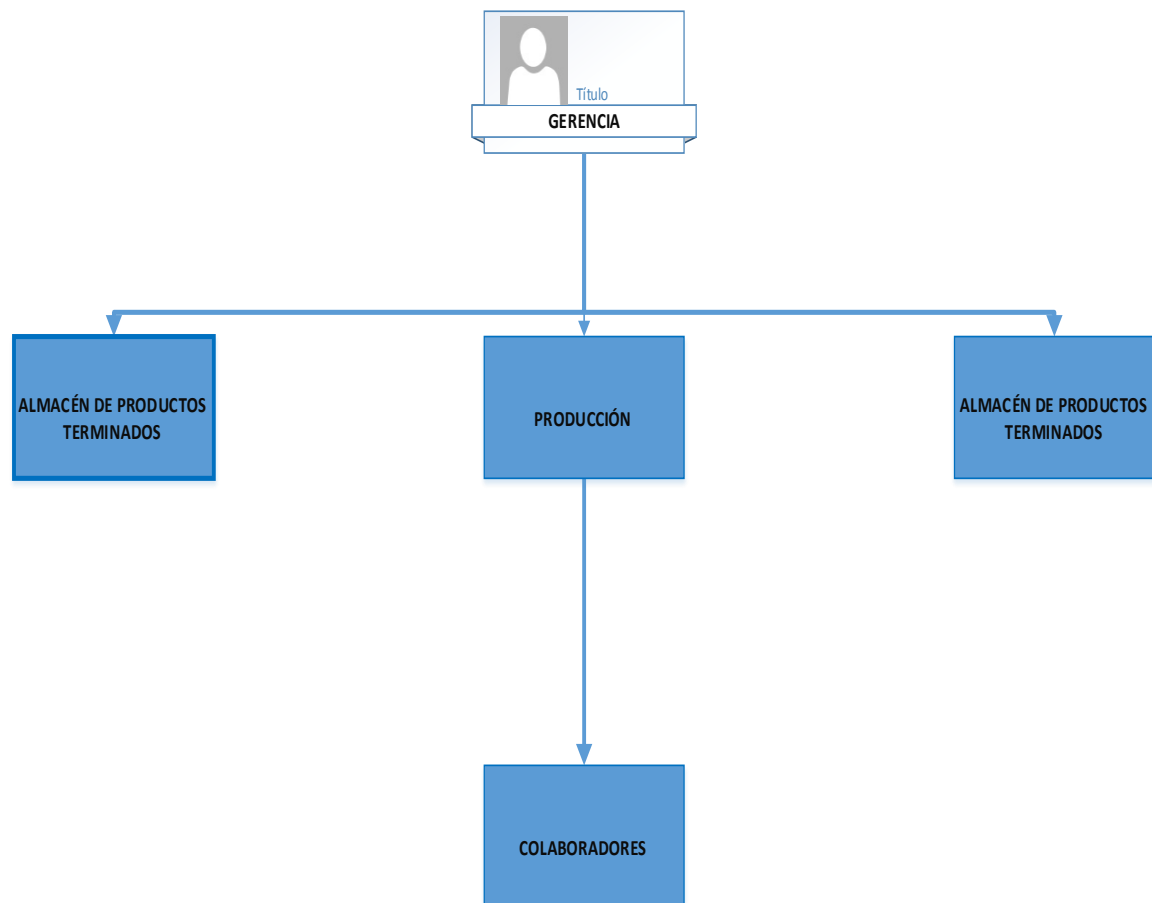 Título
GERENCIA
ALMACÉN DE PRODUCTOS
TERMINADOS
PRODUCCIÓN
ALMACÉN DE PRODUCTOS
TERMINADOS
COLABORADORES